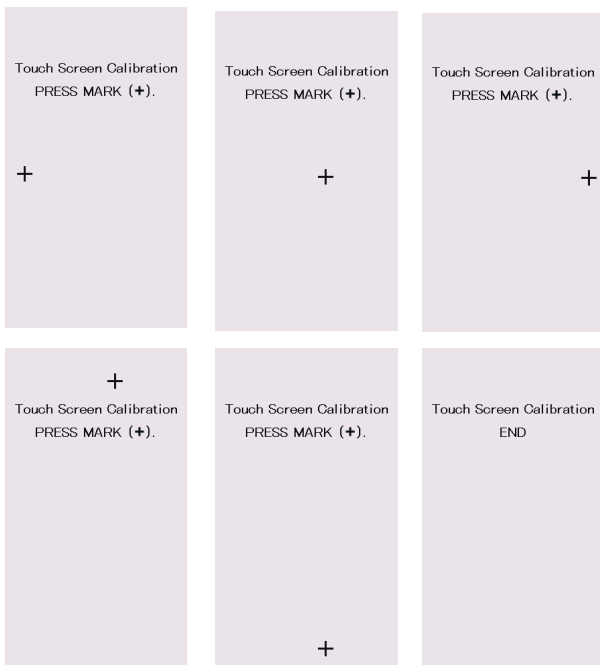 Touch Screen Calibration
PRESS MARK (+).
+
Touch Screen Calibration
PRESS MARK (+).
+
Touch Screen Calibration
PRESS MARK (+).
+
+
Touch Screen Calibration
PRESS MARK (+).
Touch Screen Calibration
PRESS MARK (+).
+
Touch Screen Calibration
END